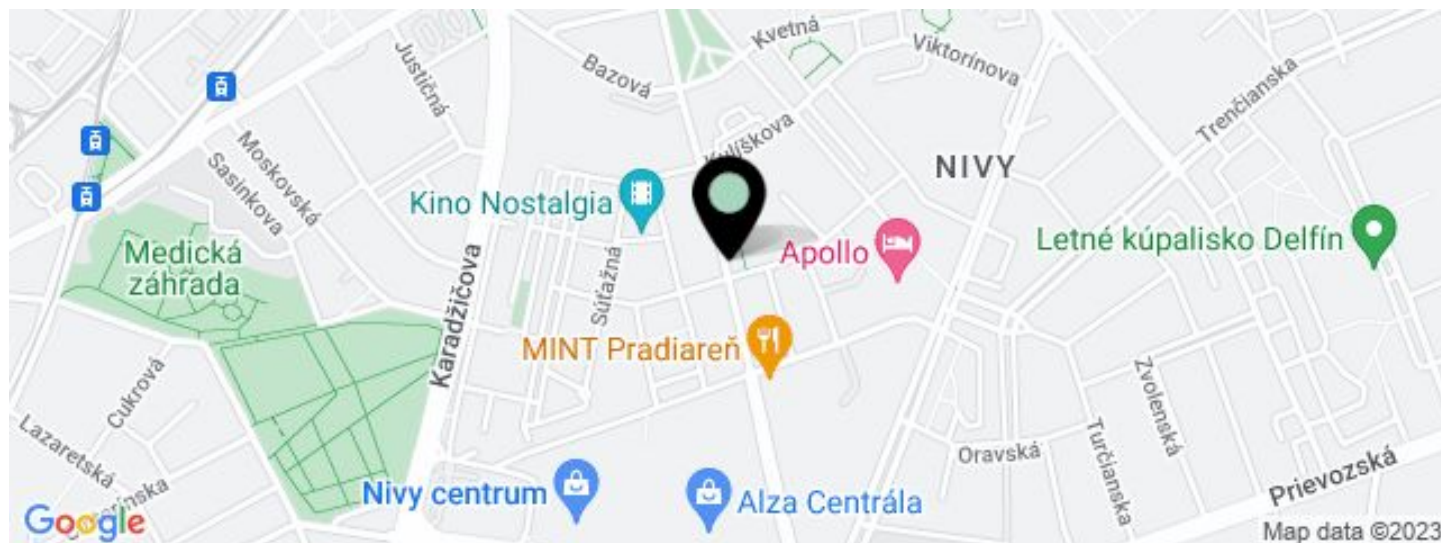 Kvetná
Viktorínova
Bazová
Justičná
Trenčianska
Kulíškova
Moskovská
Sasinkova
NIVY
Kino Nostalgia
Medická
záhrada
Apollo
Letné kúpalisko Delfín
Súťažná
Karadžičova
MINT Pradiareň
Cukrová
Zvolenská
Lazaretská
Oravská
Turčianska
Prievozská
Nivy centrum
Alza Centrála
Google
Map data ©2023